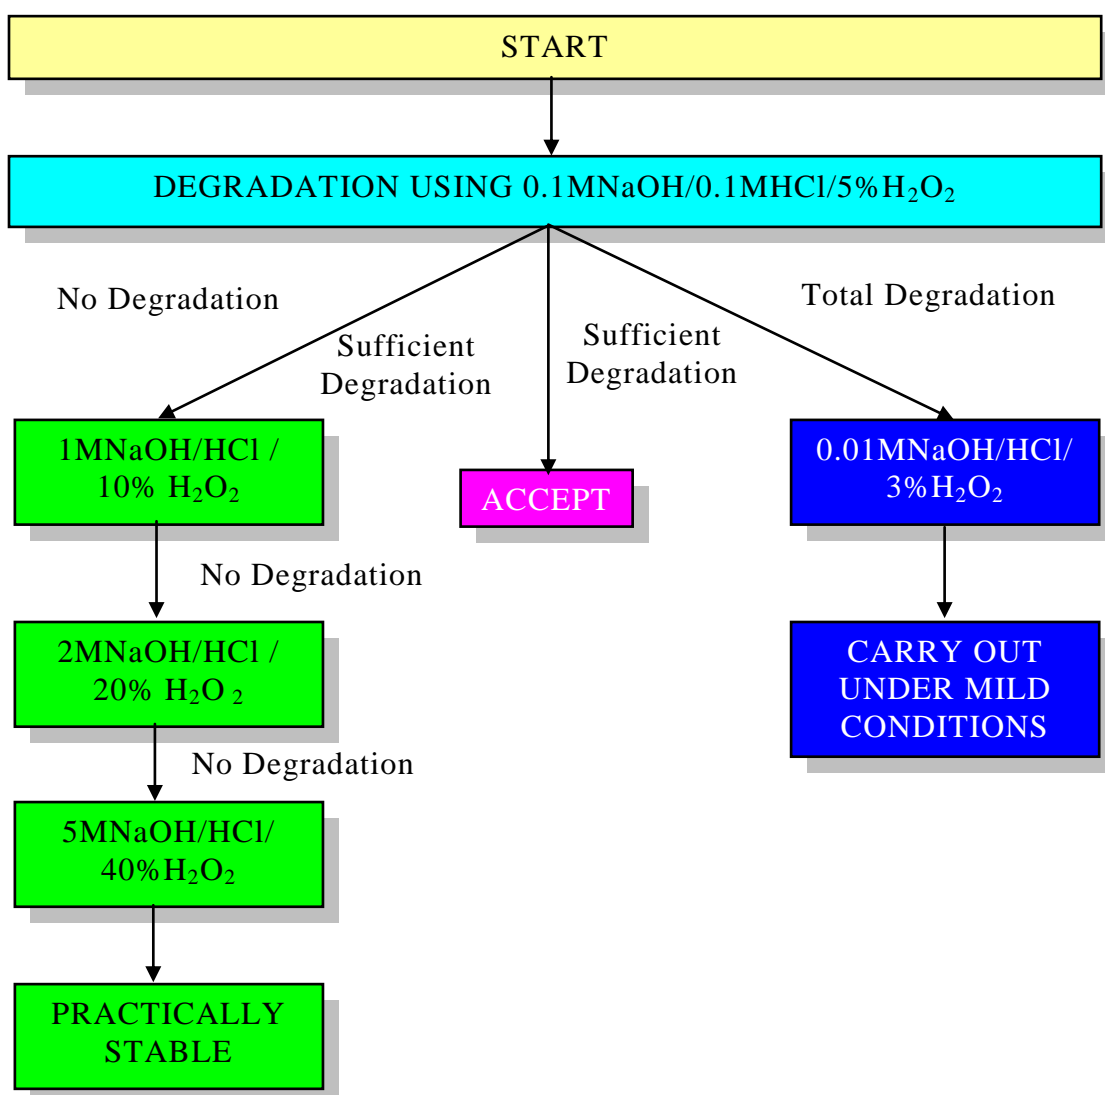 START
DEGRADATION USING 0.1MNaOH/0.1MHCl/5%H₂O₂
No Degradation
Total Degradation
Sufficient
Degradation
Sufficient
Degradation
1MNaOH/HCl /
10% H₂O₂
ACCEPT
0.01MNaOH/HCl/
3%H₂O₂
No Degradation
2MNaOH/HCl /
20% H₂O ₂
CARRY OUT
UNDER MILD
CONDITIONS
No Degradation
5MNaOH/HCl/
40%H₂O₂
PRACTICALLY
STABLE